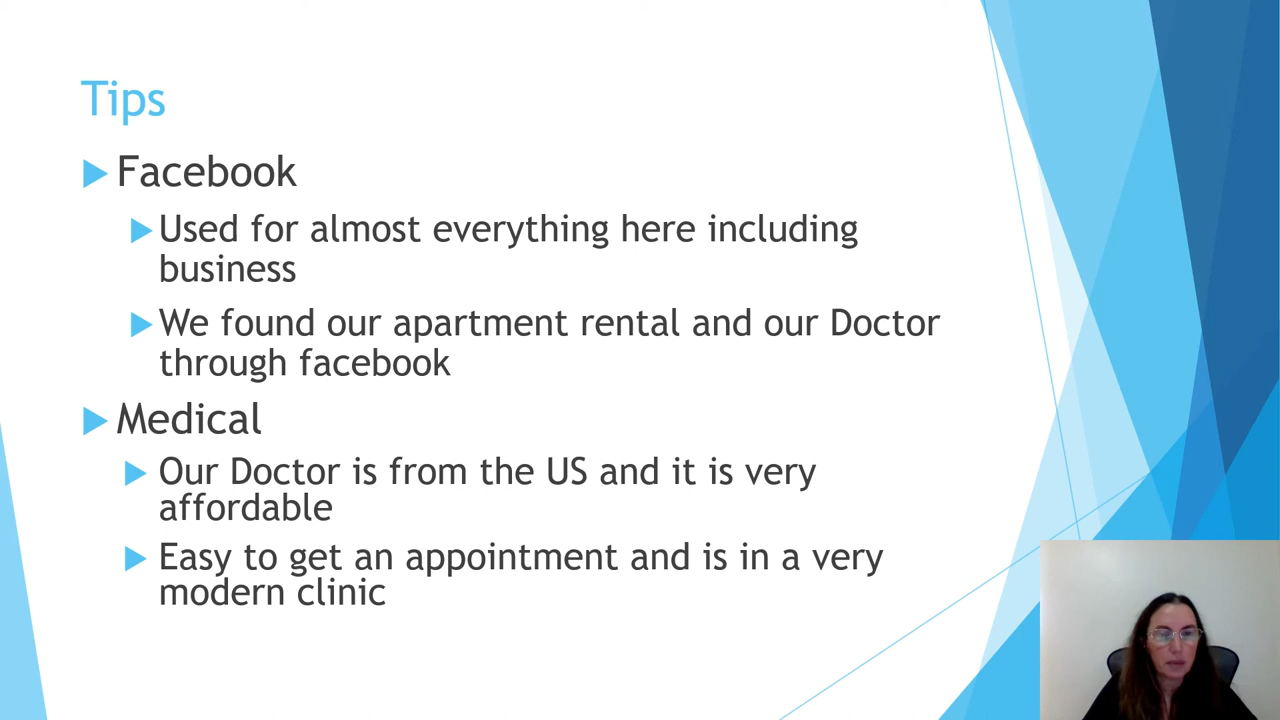 Tips
Facebook
Used for almost everything here including
business
We found our apartment rental and our Doctor
through facebook
Medical
Our Doctor is from the US and it is very
affordable
Easy to get an appointment and is in a very
modern clinic